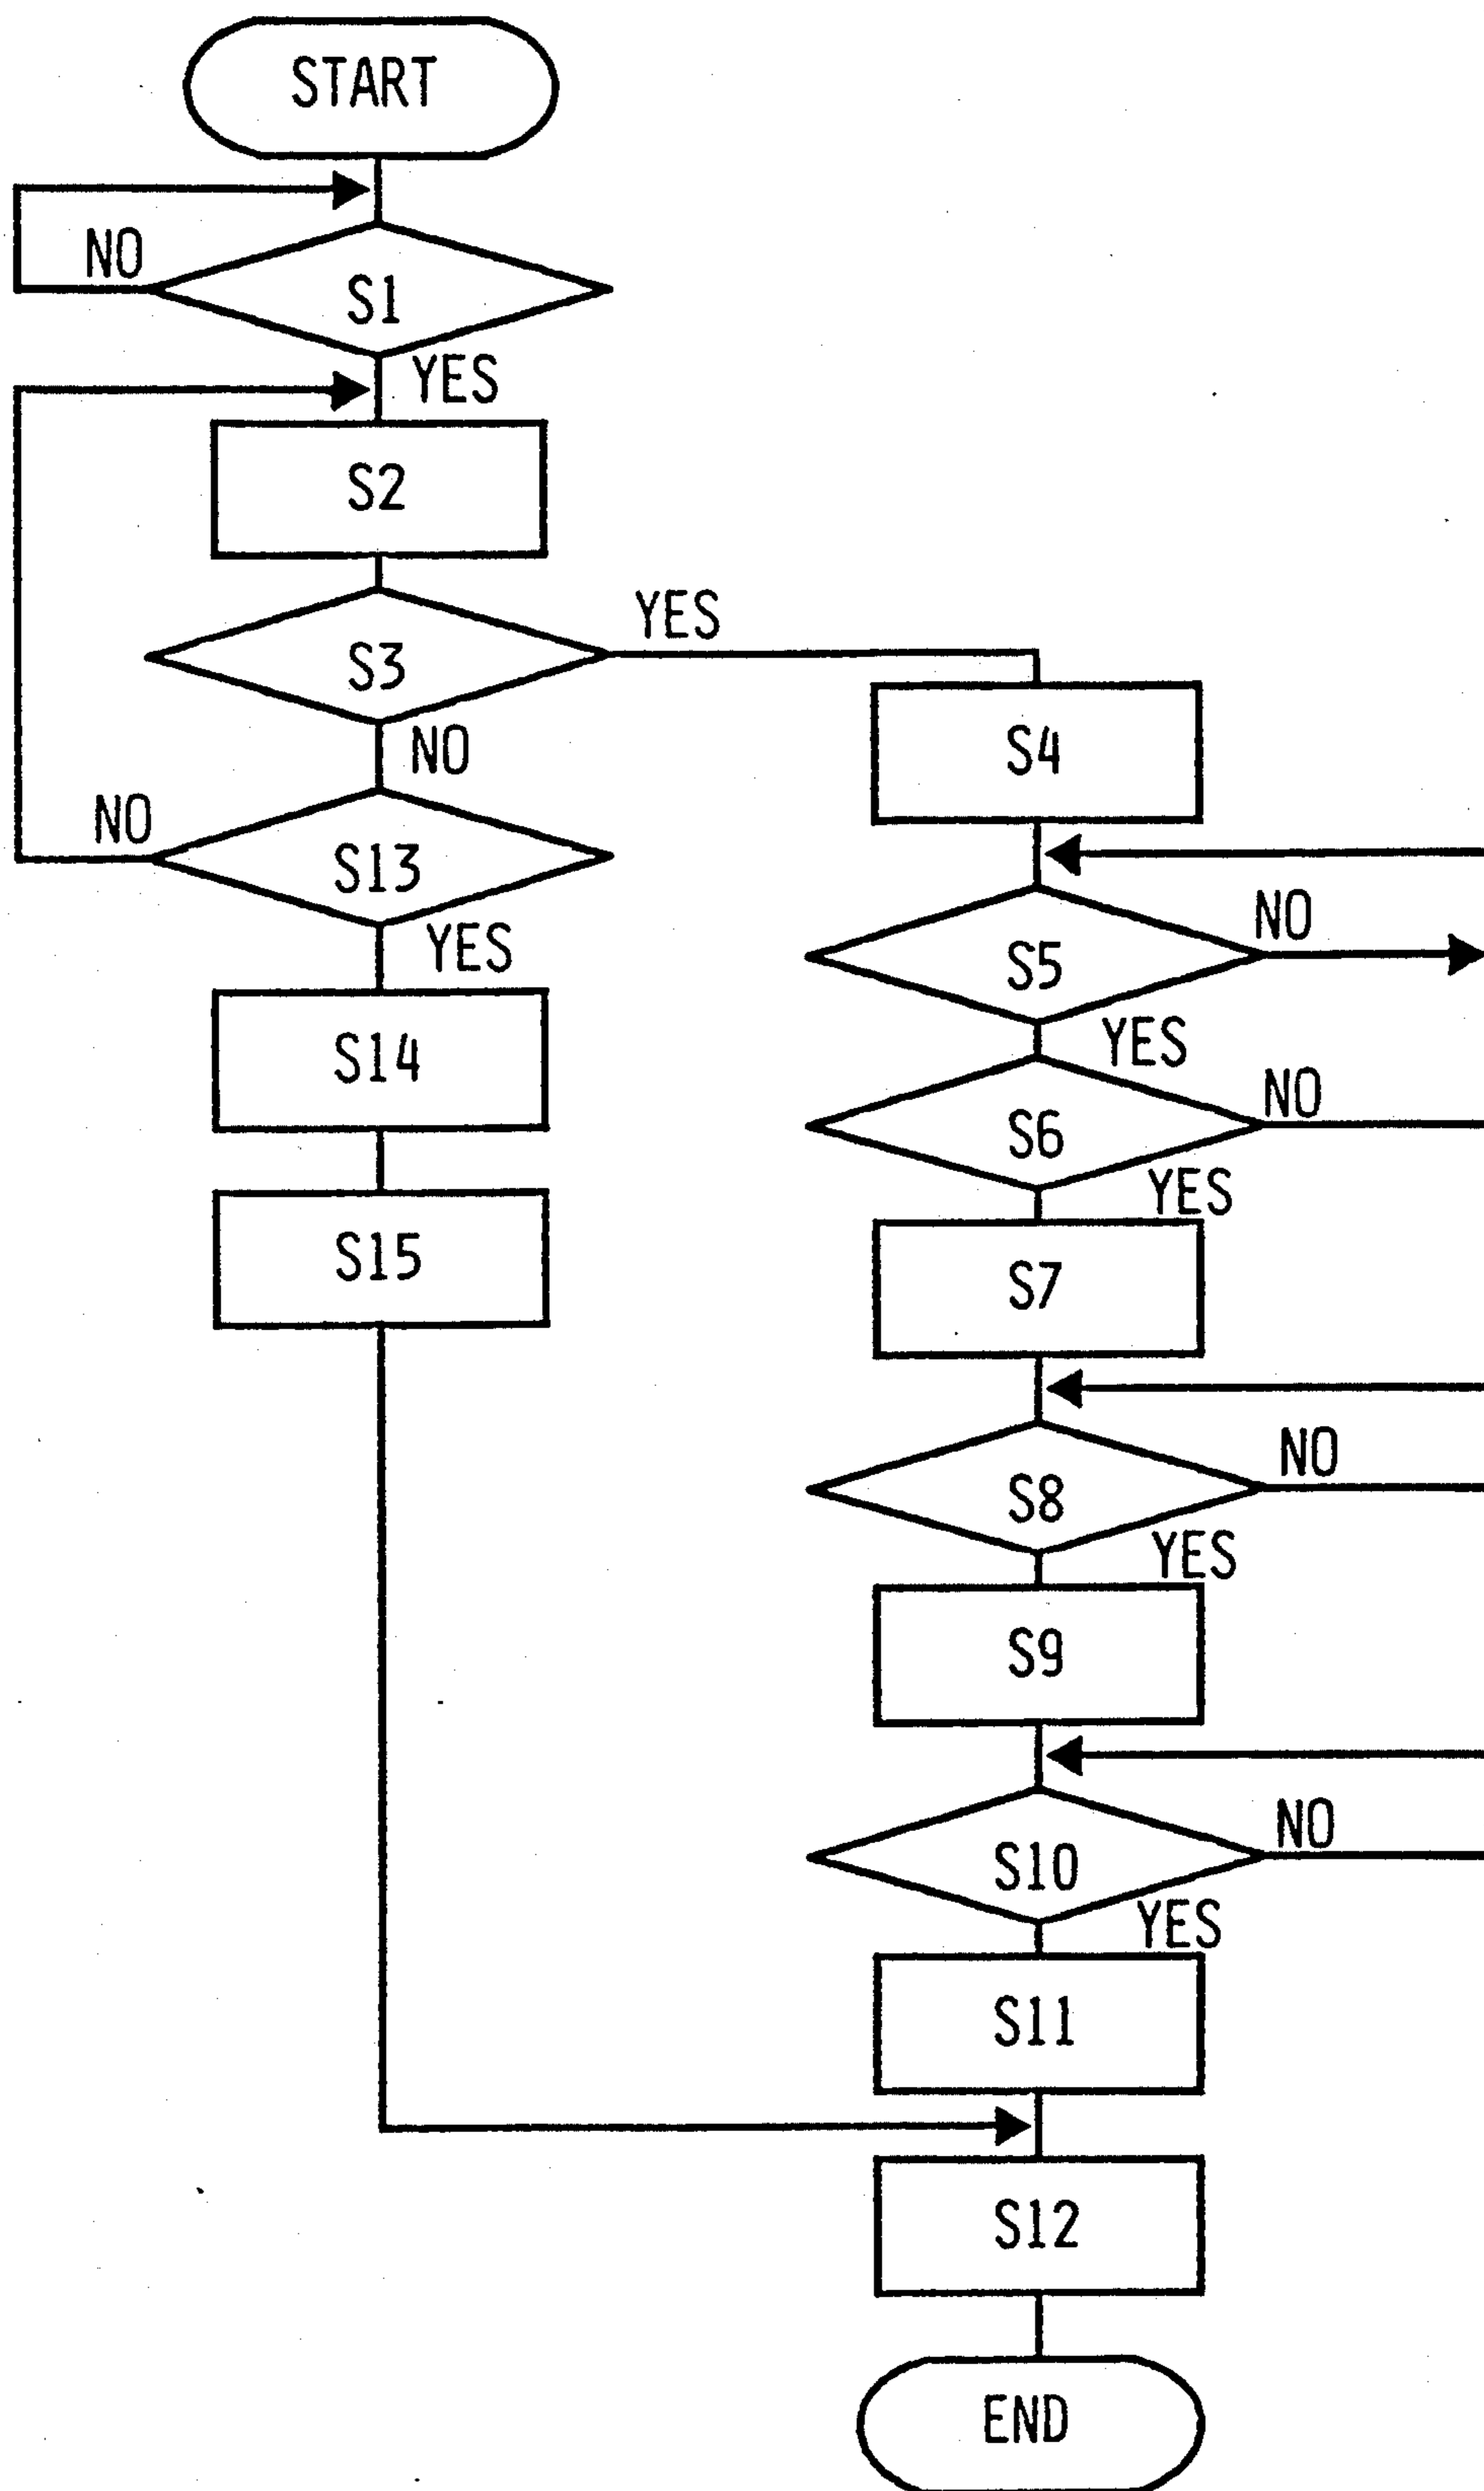 START
NO
S1
YES
S2
S3
YES
NO
NO
S13
YES
S14
S15
S4
S5
NO
YES
S6
NO
YES
S7
S8
NO
YES
S9
S10
NO
YES
S11
S12
END